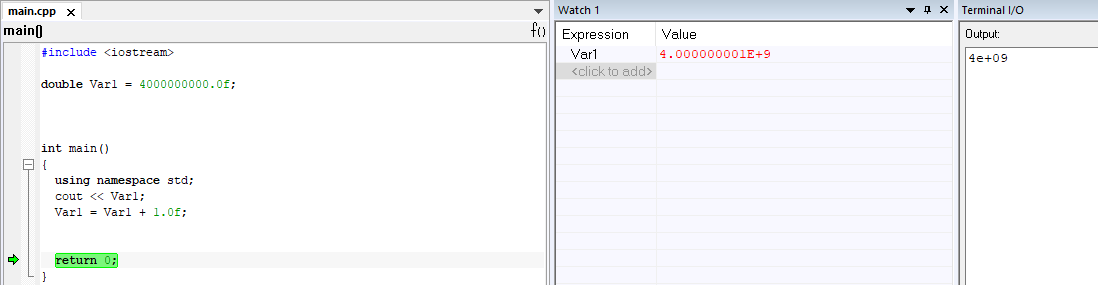 main.cpp
main()
f()
#include <iostream>
double Var1 = 4000000000.0f;
int main()
{
using namespace std;
cout << Var1;
Var1 = Var1 + 1.0f;
return 0;
}
Watch 1
Expression Value
Var1 4.000000001E+9
<click to add>
Terminal I/O
Output:
4e+09